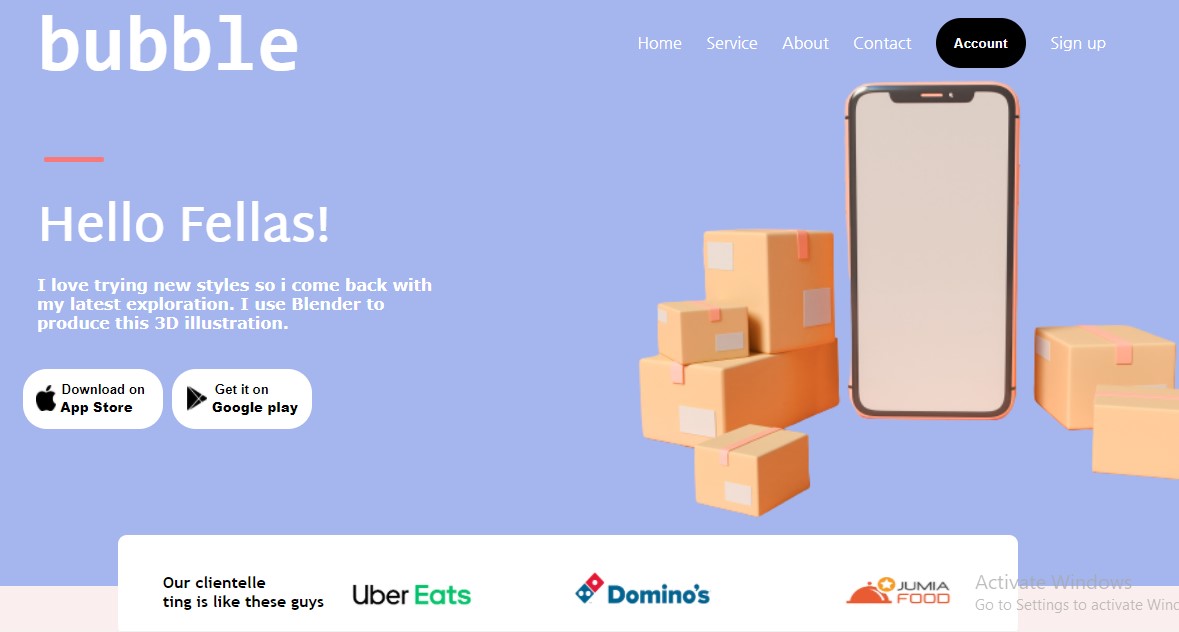 bubble
Home Service About Contact Account Sign up
Hello Fellas!
I love trying new styles so i come back with
my latest exploration. I use Blender to
produce this 3D illustration.
Download on
App Store
Get it on
Google play
Our clientelle
ting is like these guys
Uber Eats
Domino's
JUMIA
FOOD
Activate Windows
Go to Settings to activate Winc